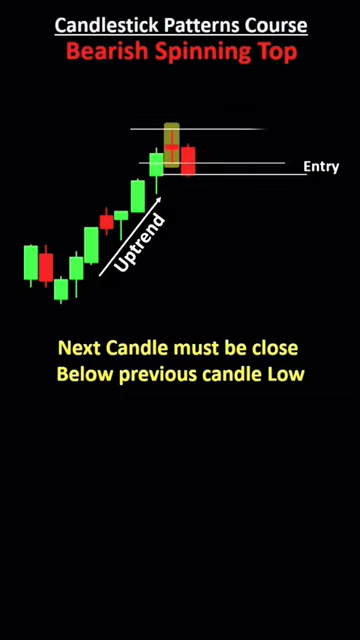 Candlestick Patterns Course
Bearish Spinning Top
Entry
Uptrend
Next Candle must be close
Below previous candle Low